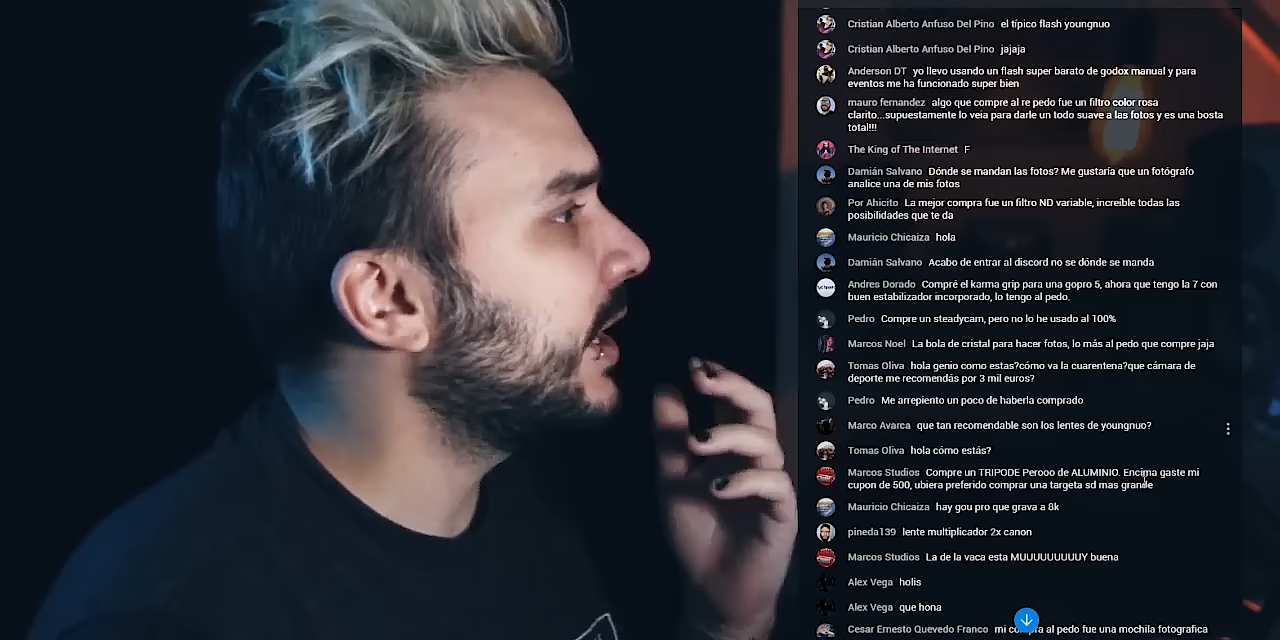 Cristian Alberto Anfuso Del Pino el típico flash youngnuo
Cristian Alberto Anfuso Del Pino jajaja
Anderson DT yo llevo usando un flash super barato de godox manual y para
eventos me ha funcionado super bien
mauro fernandez algo que compre al re pedo fue un filtro color rosa
clarito...supuestamente lo veia para darle un todo suave a las fotos y es una bosta
total!!!
The King of The Internet F
Damián Salvano Dónde se mandan las fotos? Me gustaría que un fotógrafo
analice una de mis fotos
Por Ahicito La mejor compra fue un filtro ND variable, increíble todas las
posibilidades que te da
Mauricio Chicaiza hola
Damián Salvano Acabo de entrar al discord no se dónde se manda
Andres Dorado Compré el karma grip para una gopro 5, ahora que tengo la 7 con
buen estabilizador incorporado, lo tengo al pedo.
Pedro Compre un steadycam, pero no lo he usado al 100%
Marcos Noel La bola de cristal para hacer fotos, lo más al pedo que compre jaja
Tomas Oliva hola genio como estas?cómo va la cuarentena?que cámara de
deporte me recomendás por 3 mil euros?
Pedro Me arrepiento un poco de haberla comprado
Marco Avarca que tan recomendable son los lentes de youngnuo?
Tomas Oliva hola cómo estás?
Marcos Studios Compre un TRIPODE Perooo de ALUMINIO. Encima gaste mi
cupon de 500, ubiera preferido comprar una targeta sd mas grande
Mauricio Chicaiza hay gou pro que grava a 8k
pineda139 lente multiplicador 2x canon
Marcos Studios La de la vaca esta MUUUUUUUUY buena
Alex Vega holis
Alex Vega que hona
Cesar Ernesto Quevedo Franco mi compra al pedo fue una mochila fotografica